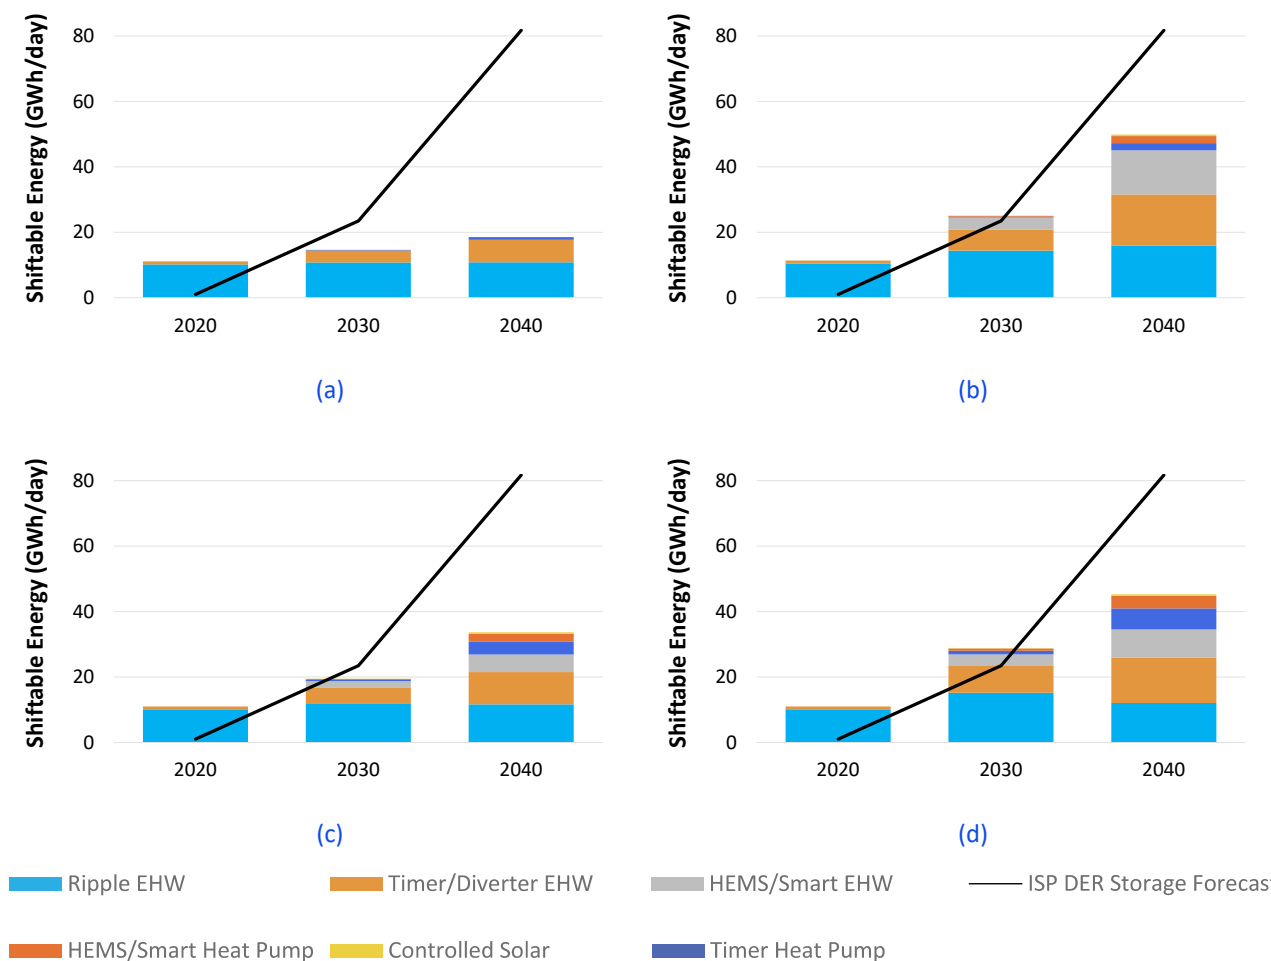 Shiftable Energy (GWh/day)
80
60
40
20
0
2020 2030 2040
(a)
Shiftable Energy (GWh/day)
80
60
40
20
0
2020 2030 2040
(b)
Shiftable Energy (GWh/day)
80
60
40
20
0
2020 2030 2040
(c)
Shiftable Energy (GWh/day)
80
60
40
20
0
2020 2030 2040
(d)
Ripple EHW Timer/Diverter EHW HEMS/Smart EHW ISP DER Storage Forecast
HEMS/Smart Heat Pump Controlled Solar Timer Heat Pump